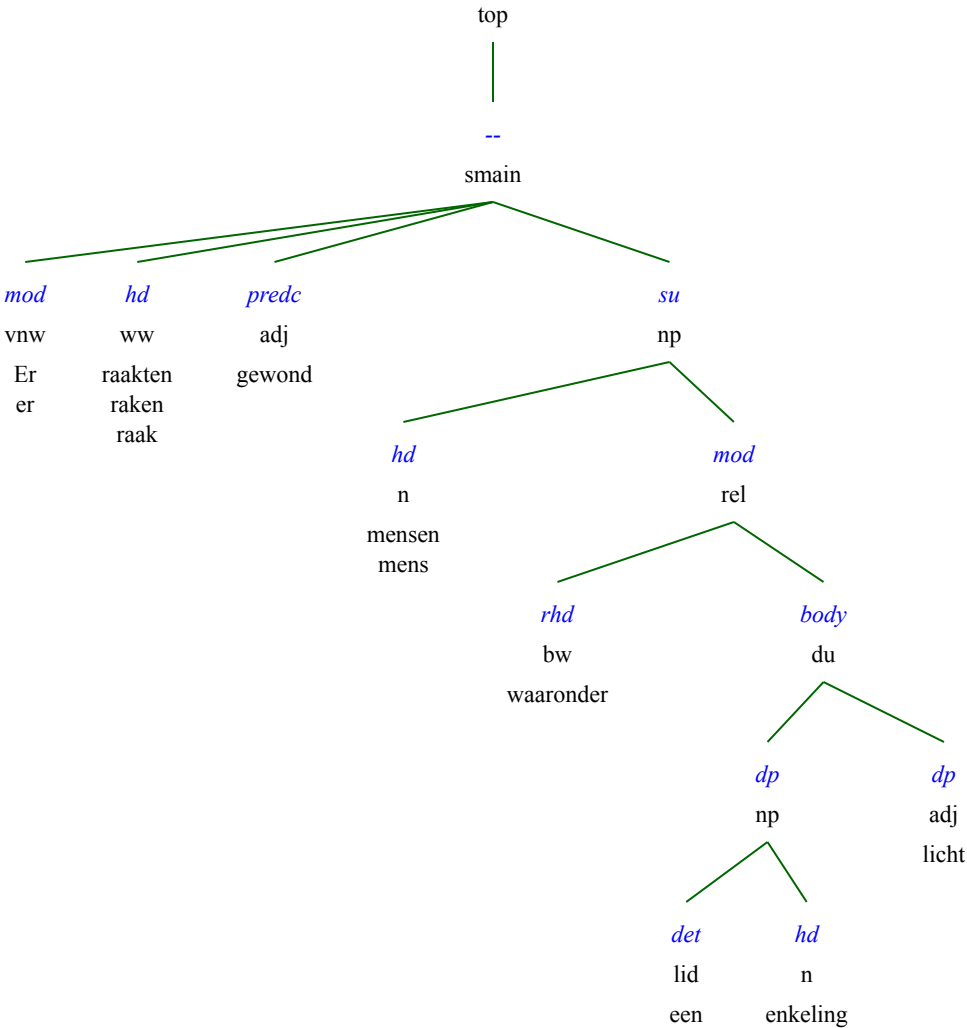 top
--
smain
mod hd predc su
vnw ww adj np
Er raakten gewond
er raken
raak
hd mod
n rel
mensen
mens
rhd body
bw du
waaronder
dp dp
np adj
licht
det hd
lid n
een enkeling